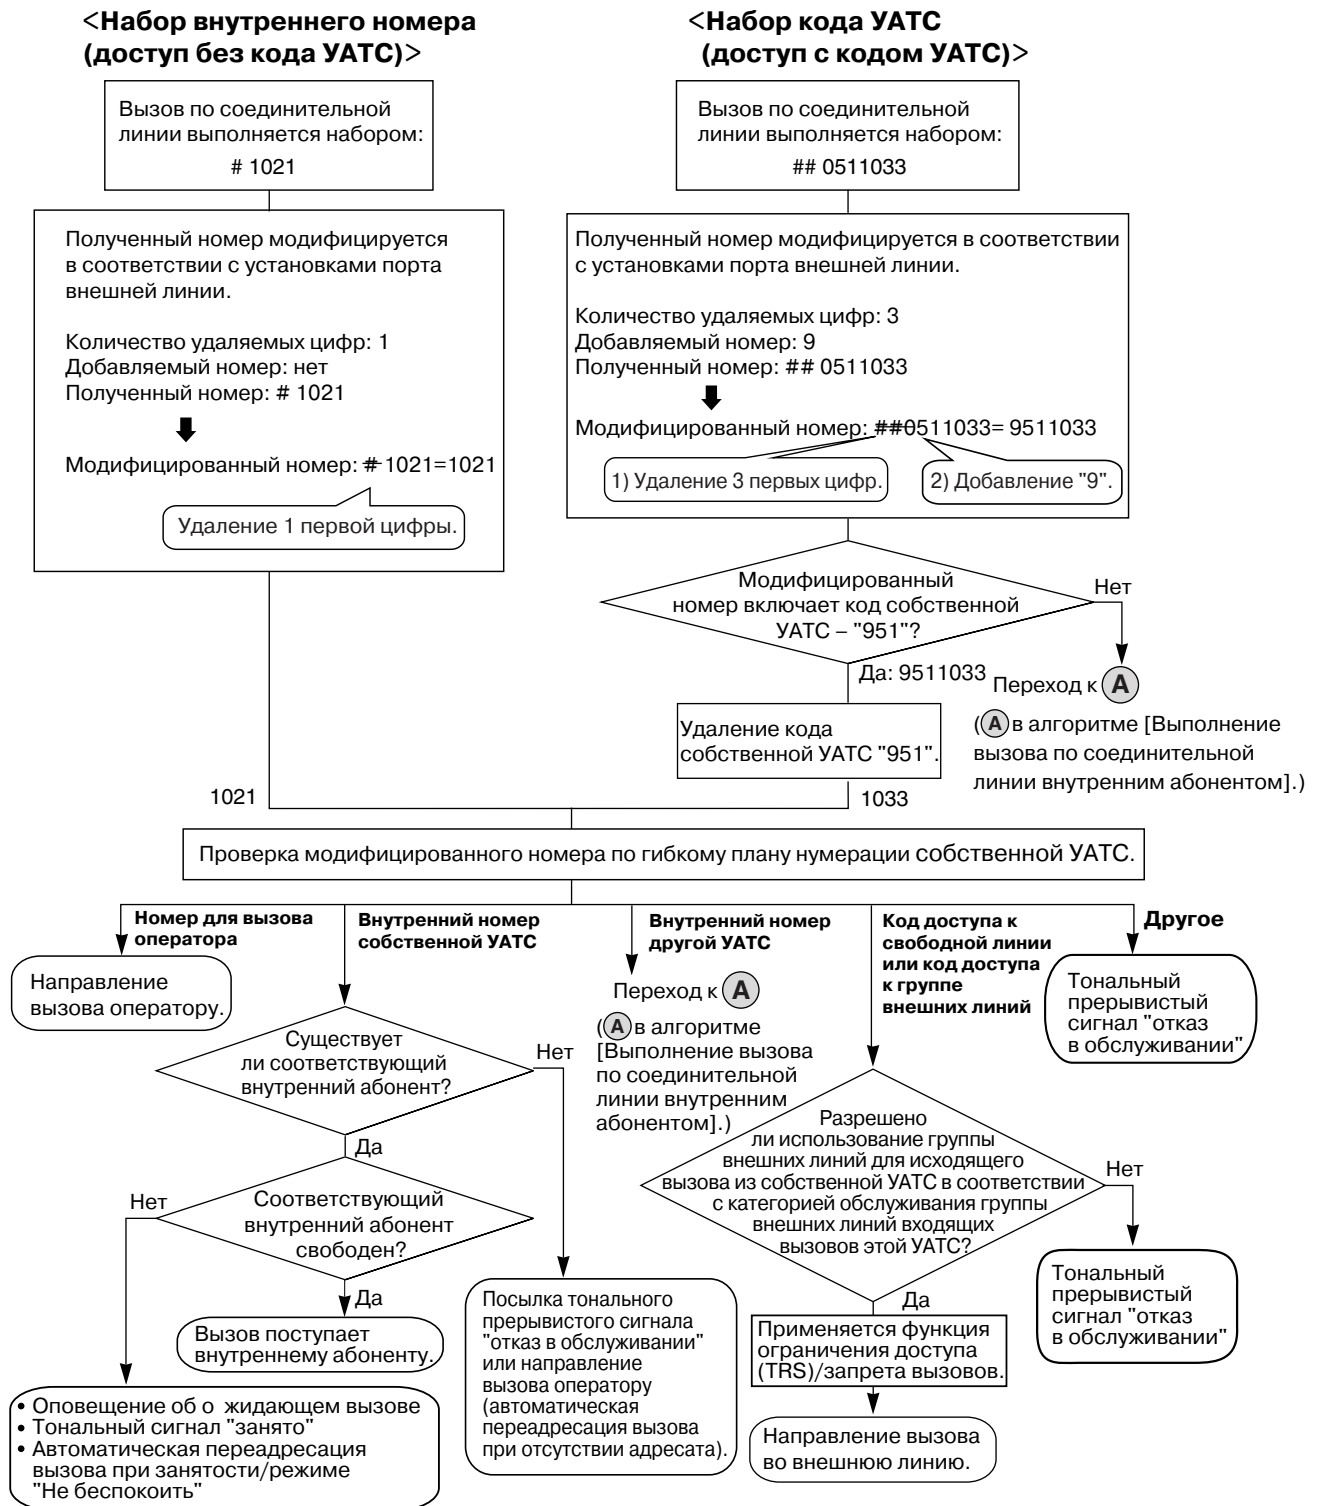 <Набор внутреннего номера
(доступ без кода УАТС)>
Вызов по соединительной
линии выполняется набором:
# 1021
Полученный номер модифицируется
в соответствии с установками порта
внешней линии.
Количество удаляемых цифр: 1
Добавляемый номер: нет
Полученный номер: # 1021
Модифицированный номер: # 1021=1021
Удаление 1 первой цифры.
<Набор кода УАТС
(доступ с кодом УАТС)>
Вызов по соединительной
линии выполняется набором:
## 0511033
Полученный номер модифицируется в соответствии
с установками порта внешней линии.
Количество удаляемых цифр: 3
Добавляемый номер: 9
Полученный номер: ## 0511033
Модифицированный номер: ##0511033= 9511033
1) Удаление 3 первых цифр.
2) Добавление "9".
Модифицированный
номер включает код собственной
УАТС – "951"?
Нет
Да: 9511033
Переход к A
(A в алгоритме [Выполнение
вызова по соединительной
линии внутренним абонентом].)
Удаление кода
собственной УАТС "951".
1021
1033
Проверка модифицированного номера по гибкому плану нумерации собственной УАТС.
Номер для вызова
оператора
Направление
вызова оператору.
Внутренний номер
собственной УАТС
Существует
ли соответствующий
внутренний абонент?
Нет
Да
Соответствующий
внутренний абонент
свободен?
Нет
Да
Вызов поступает
внутреннему абоненту.
• Оповещение об о жидающем вызове
• Тональный сигнал "занято"
• Автоматическая переадресация
вызова при занятости/режиме
"Не беспокоить"
Посылка тонального
прерывистого сигнала
"отказ в обслуживании"
или направление
вызова оператору
(автоматическая
переадресация вызова
при отсутствии адресата).
Внутренний номер
другой УАТС
Переход к A
(A в алгоритме
[Выполнение вызова
по соединительной
линии внутренним
абонентом].)
Код доступа к
свободной линии
или код доступа
к группе
внешних линий
Разрешено
ли использование группы
внешних линий для исходящего
вызова из собственной УАТС в соответствии
с категорией обслуживания группы
внешних линий входящих
вызовов этой УАТС?
Нет
Да
Применяется функция
ограничения доступа
(TRS)/запрета вызовов.
Направление вызова
во внешнюю линию.
Тональный
прерывистый
сигнал "отказ
в обслуживании"
Другое
Тональный
прерывистый
сигнал "отказ
в обслуживании"